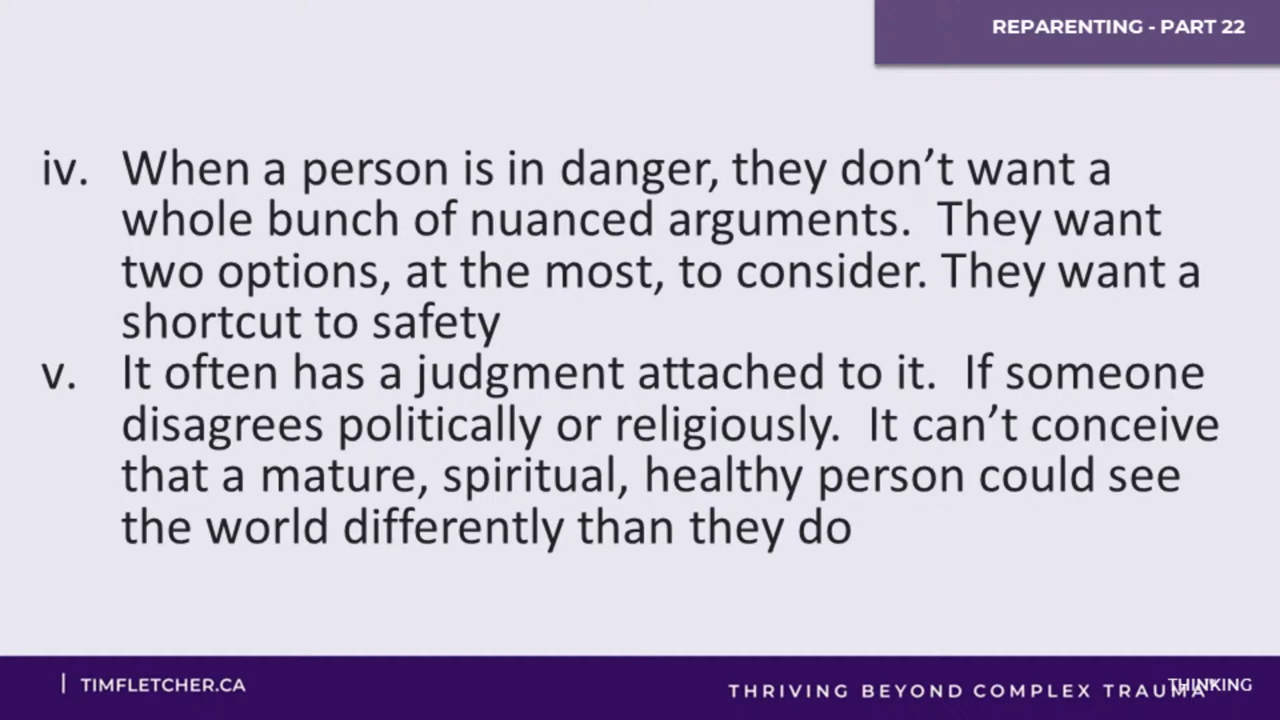 REPARENTING - PART 22
iv. When a person is in danger, they don’t want a
whole bunch of nuanced arguments.  They want
two options, at the most, to consider. They want a
shortcut to safety
v. It often has a judgment attached to it.  If someone
disagrees politically or religiously.  It can’t conceive
that a mature, spiritual, healthy person could see
the world differently than they do
| TIMFLETCHER.CA
THRIVING BEYOND COMPLEX TRAUMA
THINKING